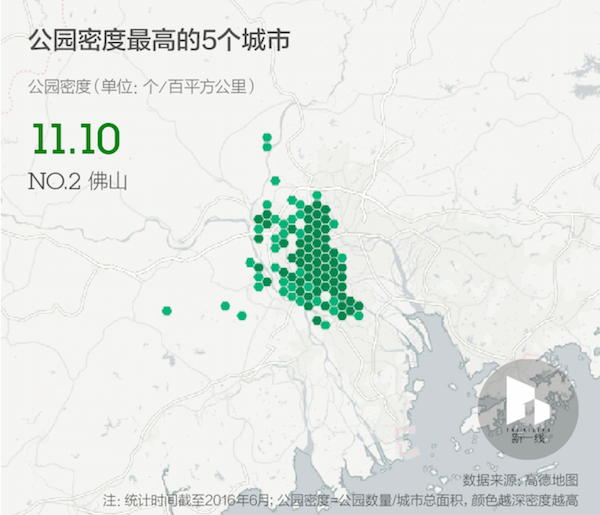 公园密度最高的5个城市
公园密度（单位：个/百平方公里）
11.10
NO.2 佛山
新一线
数据来源：高德地图
注：统计时间截至2016年6月；公园密度=公园数量/城市总面积，颜色越深密度越高